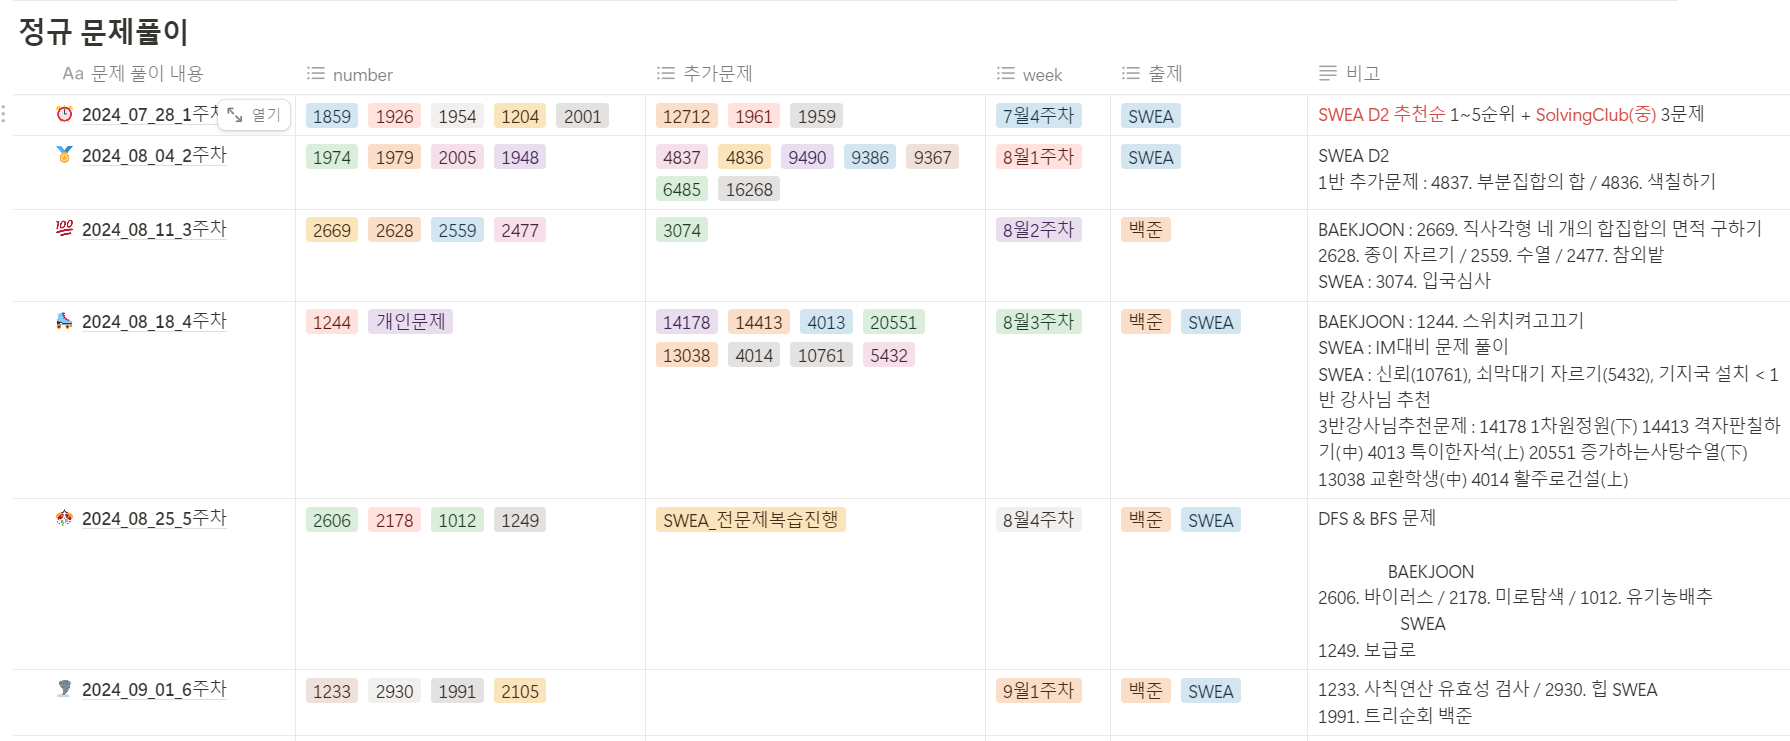 정규 문제풀이
Aa 문제 풀이 내용 number 추가문제 week 출제 비고
2024_07_28_1주차 열기 1859 1926 1954 1204 2001 12712 1961 1959 7월4주차 SWEA SWEA D2 추천순 1~5순위 + SolvingClub(중) 3문제
2024_08_04_2주차 1974 1979 2005 1948 4837 4836 9490 9386 9367 8월1주차 SWEA SWEA D2
6485 16268 1반 추가문제 : 4837. 부분집합의 합 / 4836. 색칠하기
2024_08_11_3주차 2669 2628 2559 2477 3074 8월2주차 백준 BAEKJOON : 2669. 직사각형 네 개의 합집합의 면적 구하기
2628. 종이 자르기 / 2559. 수열 / 2477. 참외밭
SWEA : 3074. 입국심사
2024_08_18_4주차 1244 개인문제 14178 14413 4013 20551 8월3주차 백준 SWEA BAEKJOON : 1244. 스위치켜고끄기
13038 4014 10761 5432 SWEA : IM대비 문제 풀이
SWEA : 신뢰(10761), 쇠막대기 자르기(5432), 기지국 설치 < 1
반 강사님 추천
3반강사님추천문제 : 14178 1차원정원(下) 14413 격자판칠하
기(中) 4013 특이한자석(上) 20551 증가하는사탕수열(下)
13038 교환학생(中) 4014 활주로건설(上)
2024_08_25_5주차 2606 2178 1012 1249 SWEA_전문제복습진행 8월4주차 백준 SWEA DFS & BFS 문제
BAEKJOON
2606. 바이러스 / 2178. 미로탐색 / 1012. 유기농배추
SWEA
1249. 보급로
2024_09_01_6주차 1233 2930 1991 2105 9월1주차 백준 SWEA 1233. 사칙연산 유효성 검사 / 2930. 힙 SWEA
1991. 트리순회 백준